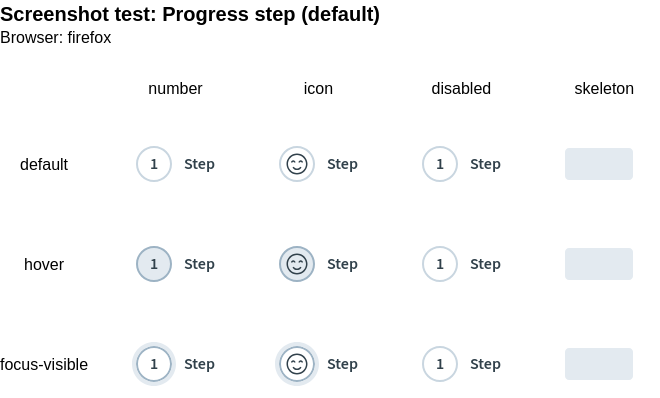 Screenshot test: Progress step (default)
Browser: firefox
number icon disabled skeleton
default 1 Step Step 1 Step
hover 1 Step Step 1 Step
focus-visible 1 Step Step 1 Step